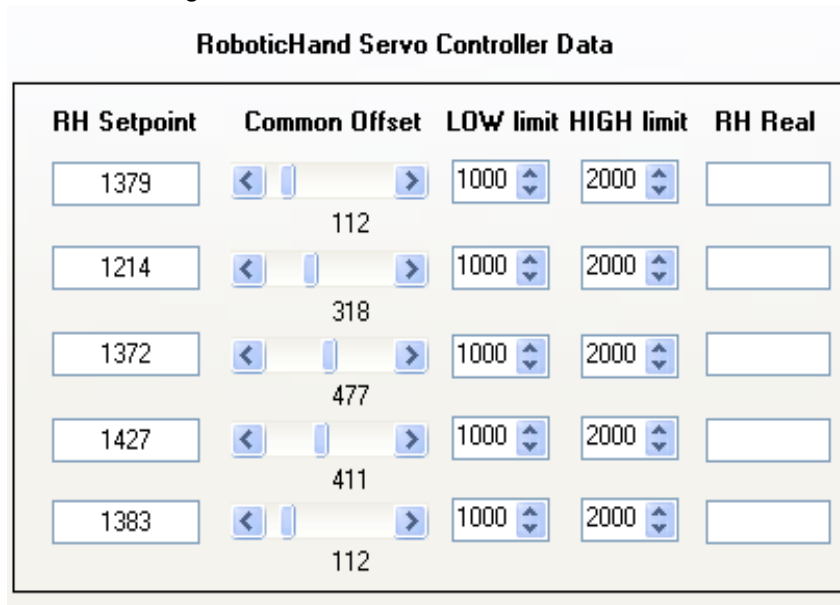 RoboticHand Servo Controller Data
RH Setpoint Common Offset LOW limit HIGH limit RH Real
1379 1000 2000
112
1214 1000 2000
318
1372 1000 2000
477
1427 1000 2000
411
1383 1000 2000
112